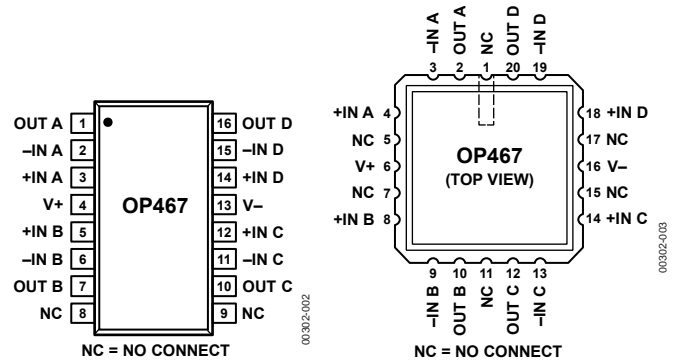 OUT A 1
–IN A 2
+IN A 3
V+ 4
+IN B 5
–IN B 6
OUT B 7
NC 8
OP467
16 OUT D
15 –IN D
14 +IN D
13 V–
12 +IN C
11 –IN C
10 OUT C
9 NC
NC = NO CONNECT
00302-002
–IN A
OUT A
NC
OUT D
–IN D
3 2 1 20 19
+IN A 4
NC 5
V+ 6
NC 7
+IN B 8
OP467
(TOP VIEW)
18 +IN D
17 NC
16 V–
15 NC
14 +IN C
9 10 11 12 13
–IN B
OUT B
NC
OUT C
–IN C
NC = NO CONNECT
00302-003